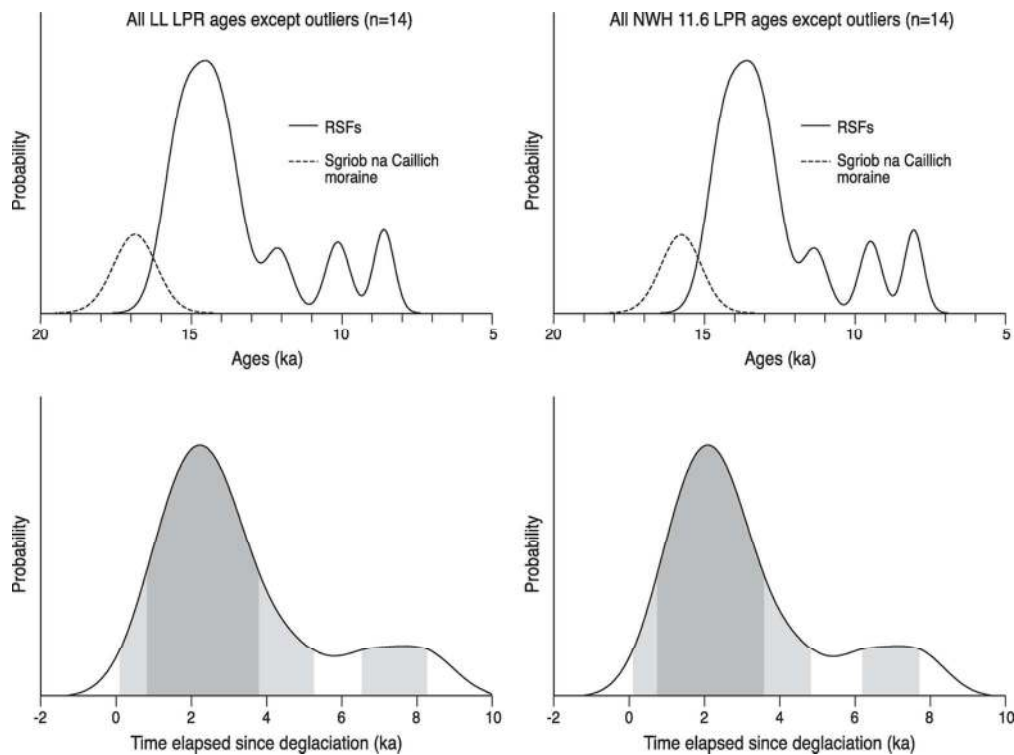 All LL LPR ages except outliers (n=14)
Probability
RSFs
Sgriob na Caillich
moraine
20 15 10 5
Ages (ka)
All NWH 11.6 LPR ages except outliers (n=14)
Probability
RSFs
Sgriob na Caillich
moraine
20 15 10 5
Ages (ka)
Probability
-2 0 2 4 6 8 10
Time elapsed since deglaciation (ka)
Probability
-2 0 2 4 6 8 10
Time elapsed since deglaciation (ka)